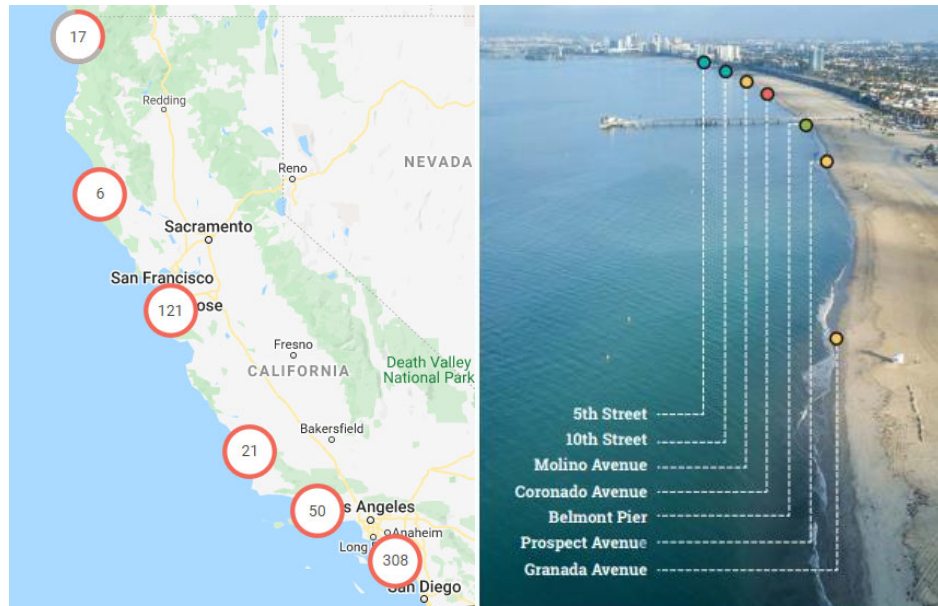 17
Redding
Reno
NEVADA
6
Sacramento
San Francisco
121
ose
Fresno
CALIFORNIA
Death Valley
National Park
Bakersfield
21
50
s Angeles
Anaheim
Long
308
San Diego
5th Street
10th Street
Molino Avenue
Coronado Avenue
Belmont Pier
Prospect Avenue
Granada Avenue